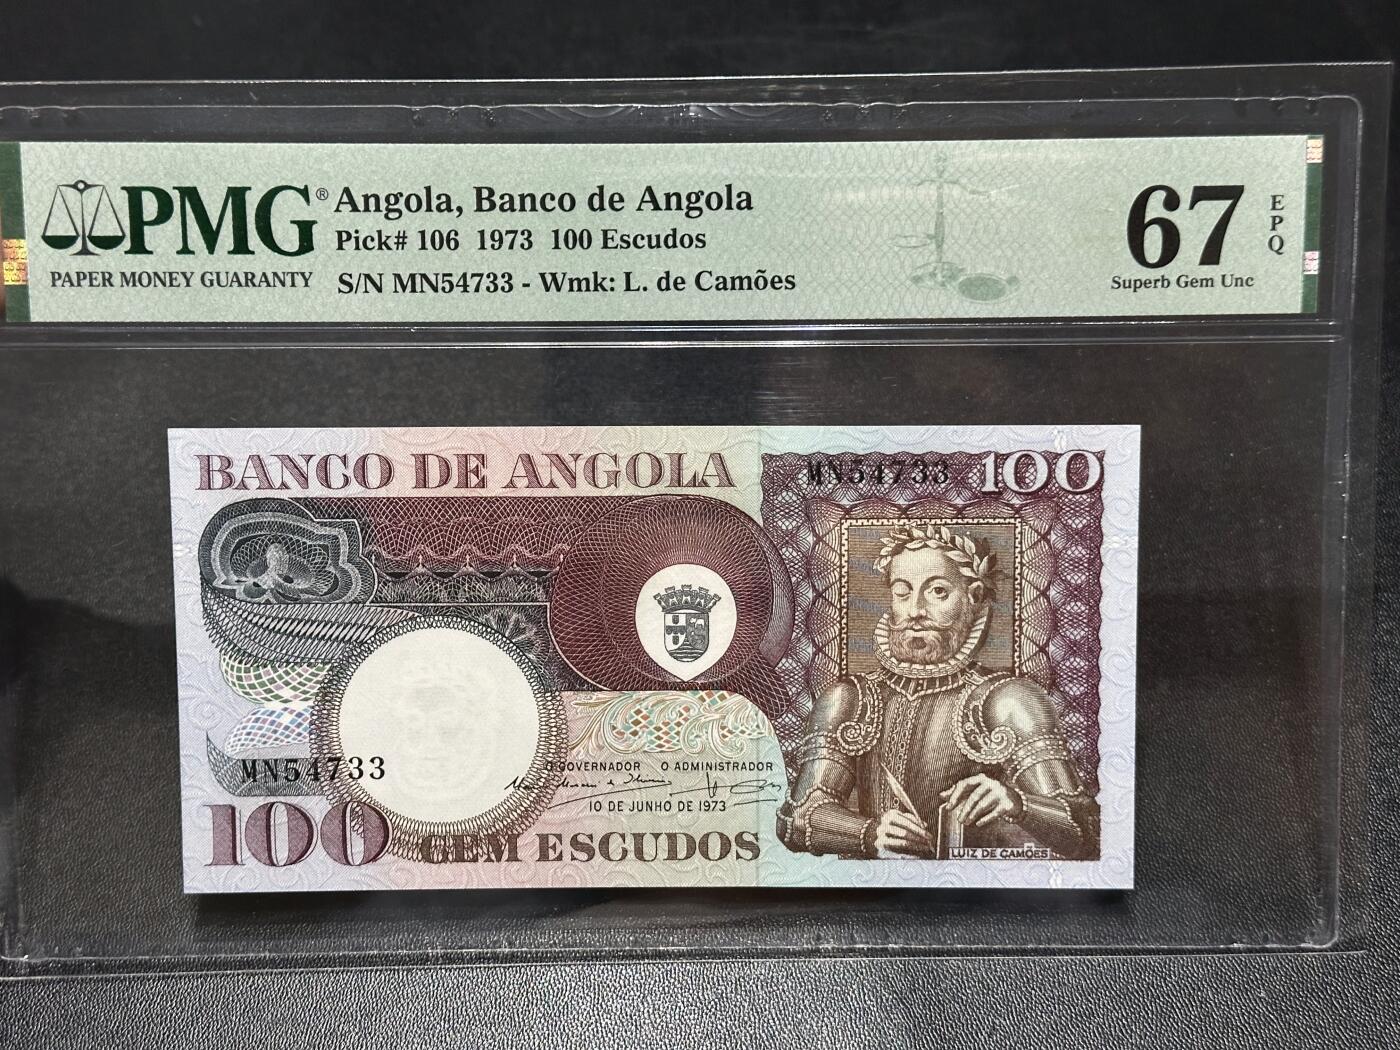 PMG®
PAPER MONEY GUARANTY
Angola, Banco de Angola
Pick# 106 1973 100 Escudos
S/N MN54733 - Wmk: L. de Camões
67
EPQ
Superb Gem Unc
BANCO DE ANGOLA
MN54733 100
MN54733
O GOVERNADOR O ADMINISTRADOR
10 DE JUNHO DE 1973
100 CEM ESCUDOS
LUIZ DE CAMÕES